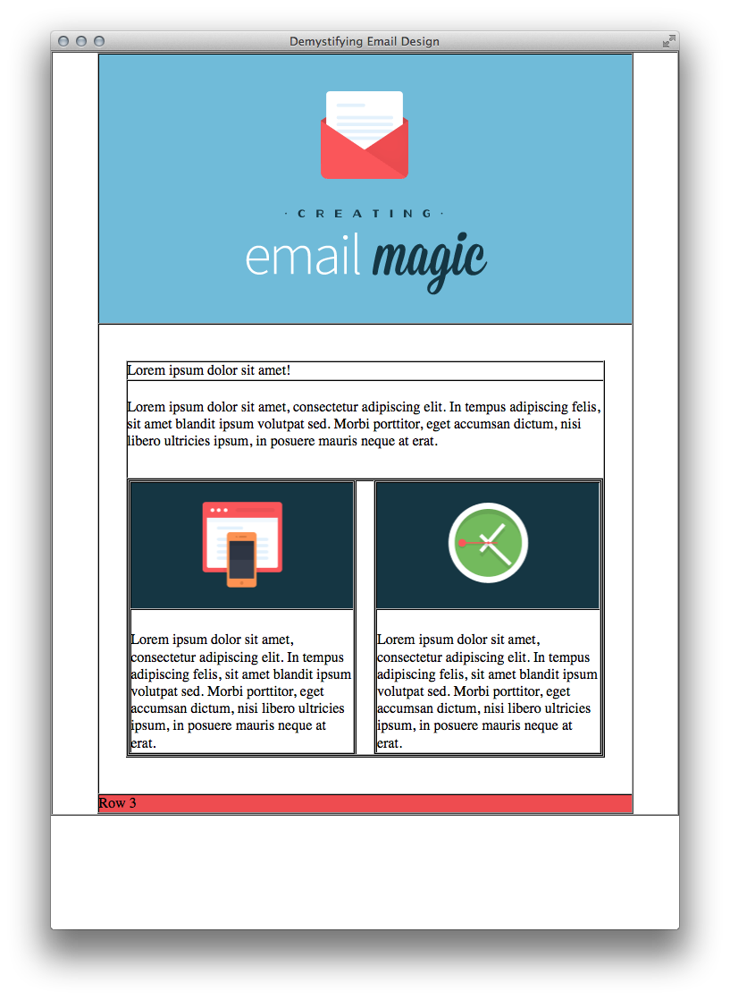 Demystifying Email Design
· CREATING ·
email magic
Lorem ipsum dolor sit amet!
Lorem ipsum dolor sit amet, consectetur adipiscing elit. In tempus adipiscing felis,
sit amet blandit ipsum volutpat sed. Morbi porttitor, eget accumsan dictum, nisi
libero ultricies ipsum, in posuere mauris neque at erat.
Lorem ipsum dolor sit amet,
consectetur adipiscing elit. In tempus
adipiscing felis, sit amet blandit ipsum
volutpat sed. Morbi porttitor, eget
accumsan dictum, nisi libero ultricies
ipsum, in posuere mauris neque at
erat.
Lorem ipsum dolor sit amet,
consectetur adipiscing elit. In tempus
adipiscing felis, sit amet blandit ipsum
volutpat sed. Morbi porttitor, eget
accumsan dictum, nisi libero ultricies
ipsum, in posuere mauris neque at
erat.
Row 3